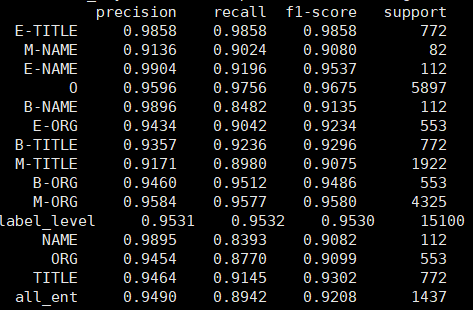 precision recall f1-score support
E-TITLE 0.9858 0.9858 0.9858 772
M-NAME 0.9136 0.9024 0.9080 82
E-NAME 0.9904 0.9196 0.9537 112
O 0.9596 0.9756 0.9675 5897
B-NAME 0.9896 0.8482 0.9135 112
E-ORG 0.9434 0.9042 0.9234 553
B-TITLE 0.9357 0.9236 0.9296 772
M-TITLE 0.9171 0.8980 0.9075 1922
B-ORG 0.9460 0.9512 0.9486 553
M-ORG 0.9584 0.9577 0.9580 4325
label_level 0.9531 0.9532 0.9530 15100
NAME 0.9895 0.8393 0.9082 112
ORG 0.9454 0.8770 0.9099 553
TITLE 0.9464 0.9145 0.9302 772
all_ent 0.9490 0.8942 0.9208 1437